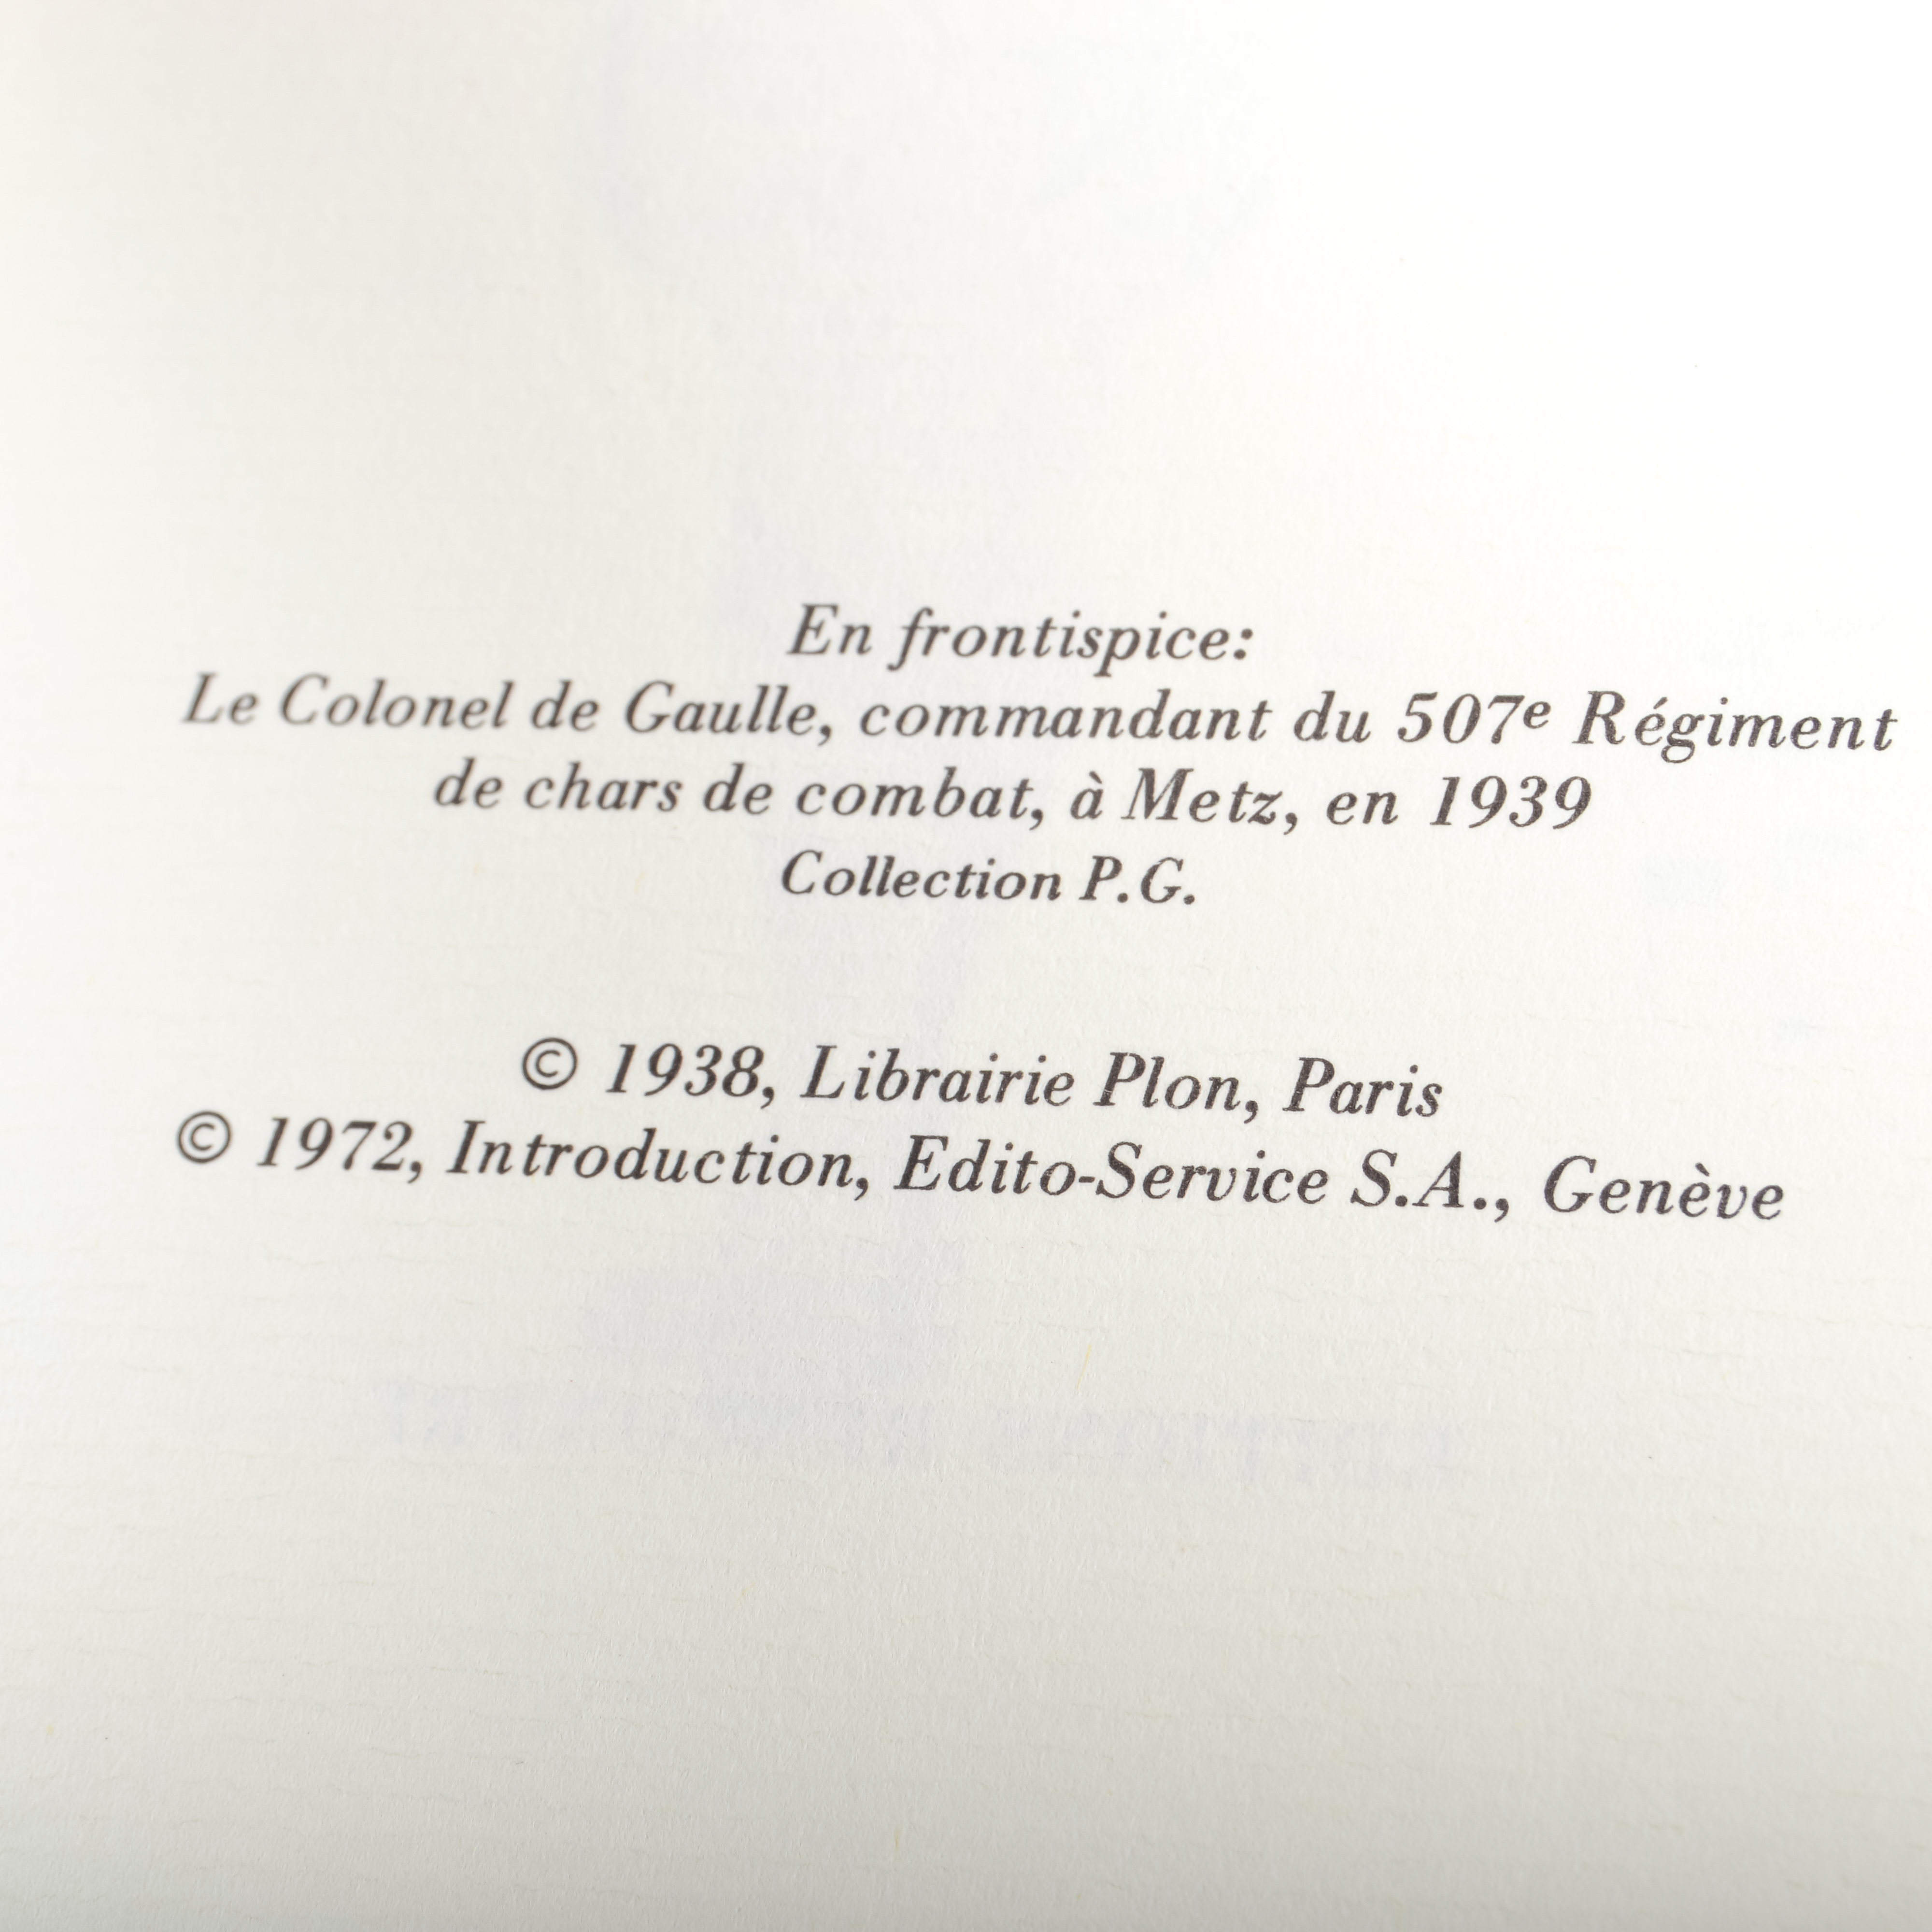 En frontispice:
Le Colonel de Gaulle, commandant du 507e Régiment
de chars de combat, à Metz, en 1939
Collection P.G.
© 1938, Librairie Plon, Paris
© 1972, Introduction, Edito-Service S.A., Genève